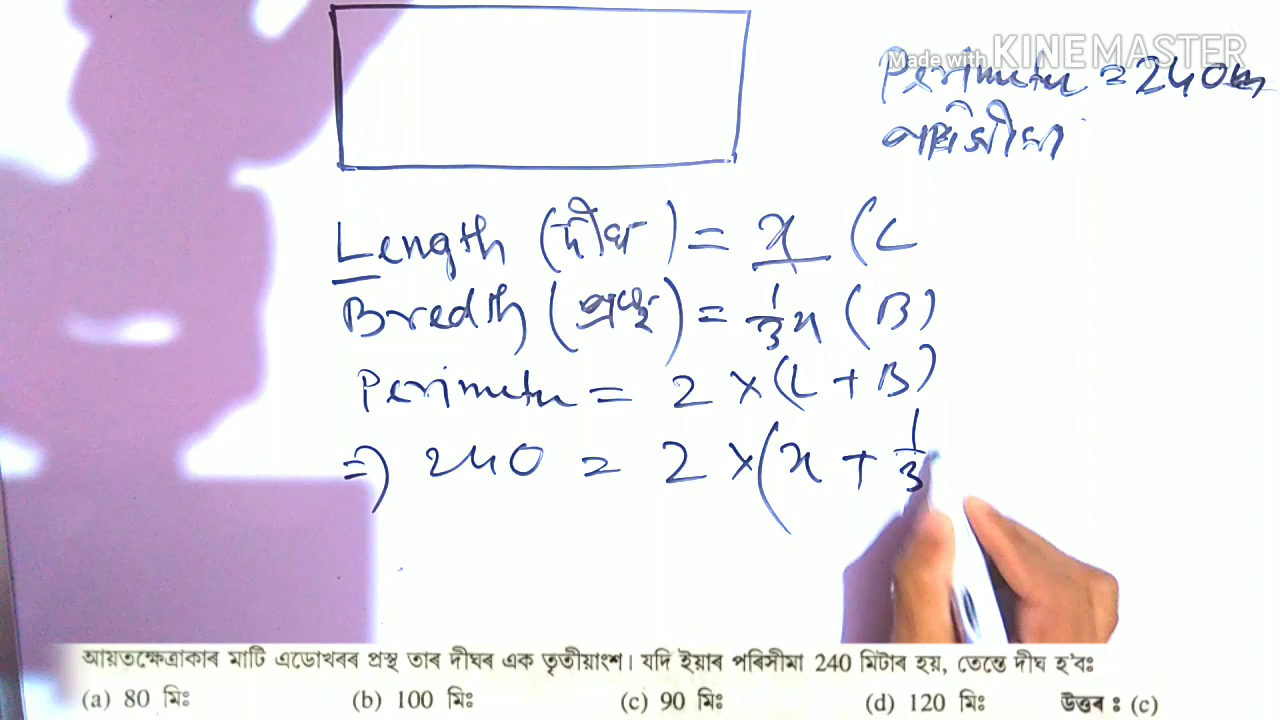 Made with KINEMASTER
Perimeter = 240m
পৰিসীমা
Length (দীঘ) = x (L
Bredth (প্ৰস্থ) = 1/3 x (B)
Perimeter = 2 × (L + B)
⇒ 240 = 2 × (x + 1/3
আয়তক্ষেত্ৰাকাৰ মাটি এডোখৰৰ প্ৰস্থ তাৰ দীঘৰ এক তৃতীয়াংশ। যদি ইয়াৰ পৰিসীমা 240 মিটাৰ হয়, তেন্তে দীঘ হ'বঃ
(a) 80 মিঃ (b) 100 মিঃ (c) 90 মিঃ (d) 120 মিঃ উত্তৰ : (c)